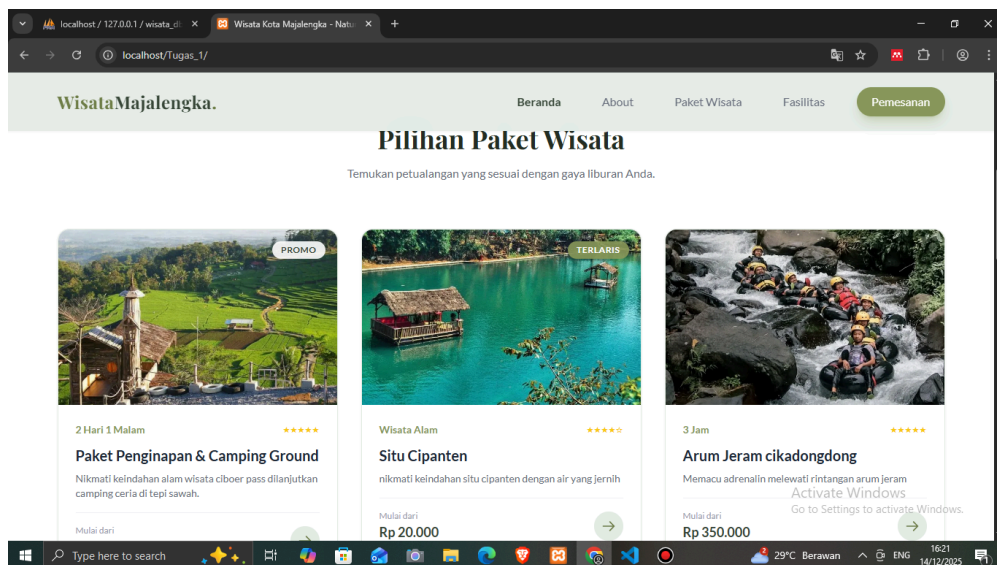 localhost / 127.0.0.1 / wisata_di
Wisata Kota Majalengka - Natu
localhost/Tugas_1/
WisataMajalengka.
Beranda
About
Paket Wisata
Fasilitas
Pemesanan
Pilihan Paket Wisata
Temukan petualangan yang sesuai dengan gaya liburan Anda.
PROMO
2 Hari 1 Malam
★★★★★
Paket Penginapan & Camping Ground
Nikmati keindahan alam wisata ciboer pass dilanjutkan
camping ceria di tepi sawah.
Mulai dari
TERLARIS
Wisata Alam
★★★★☆
Situ Cipanten
nikmati keindahan situ cipanten dengan air yang jernih
Mulai dari
Rp 20.000
3 Jam
★★★★★
Arum Jeram cikadongdong
Memacu adrenalin melewati rintangan arum jeram
Mulai dari
Rp 350.000
Activate Windows
Go to Settings to activate Windows.
Type here to search
29°C Berawan
ENG
16:21
14/12/2025